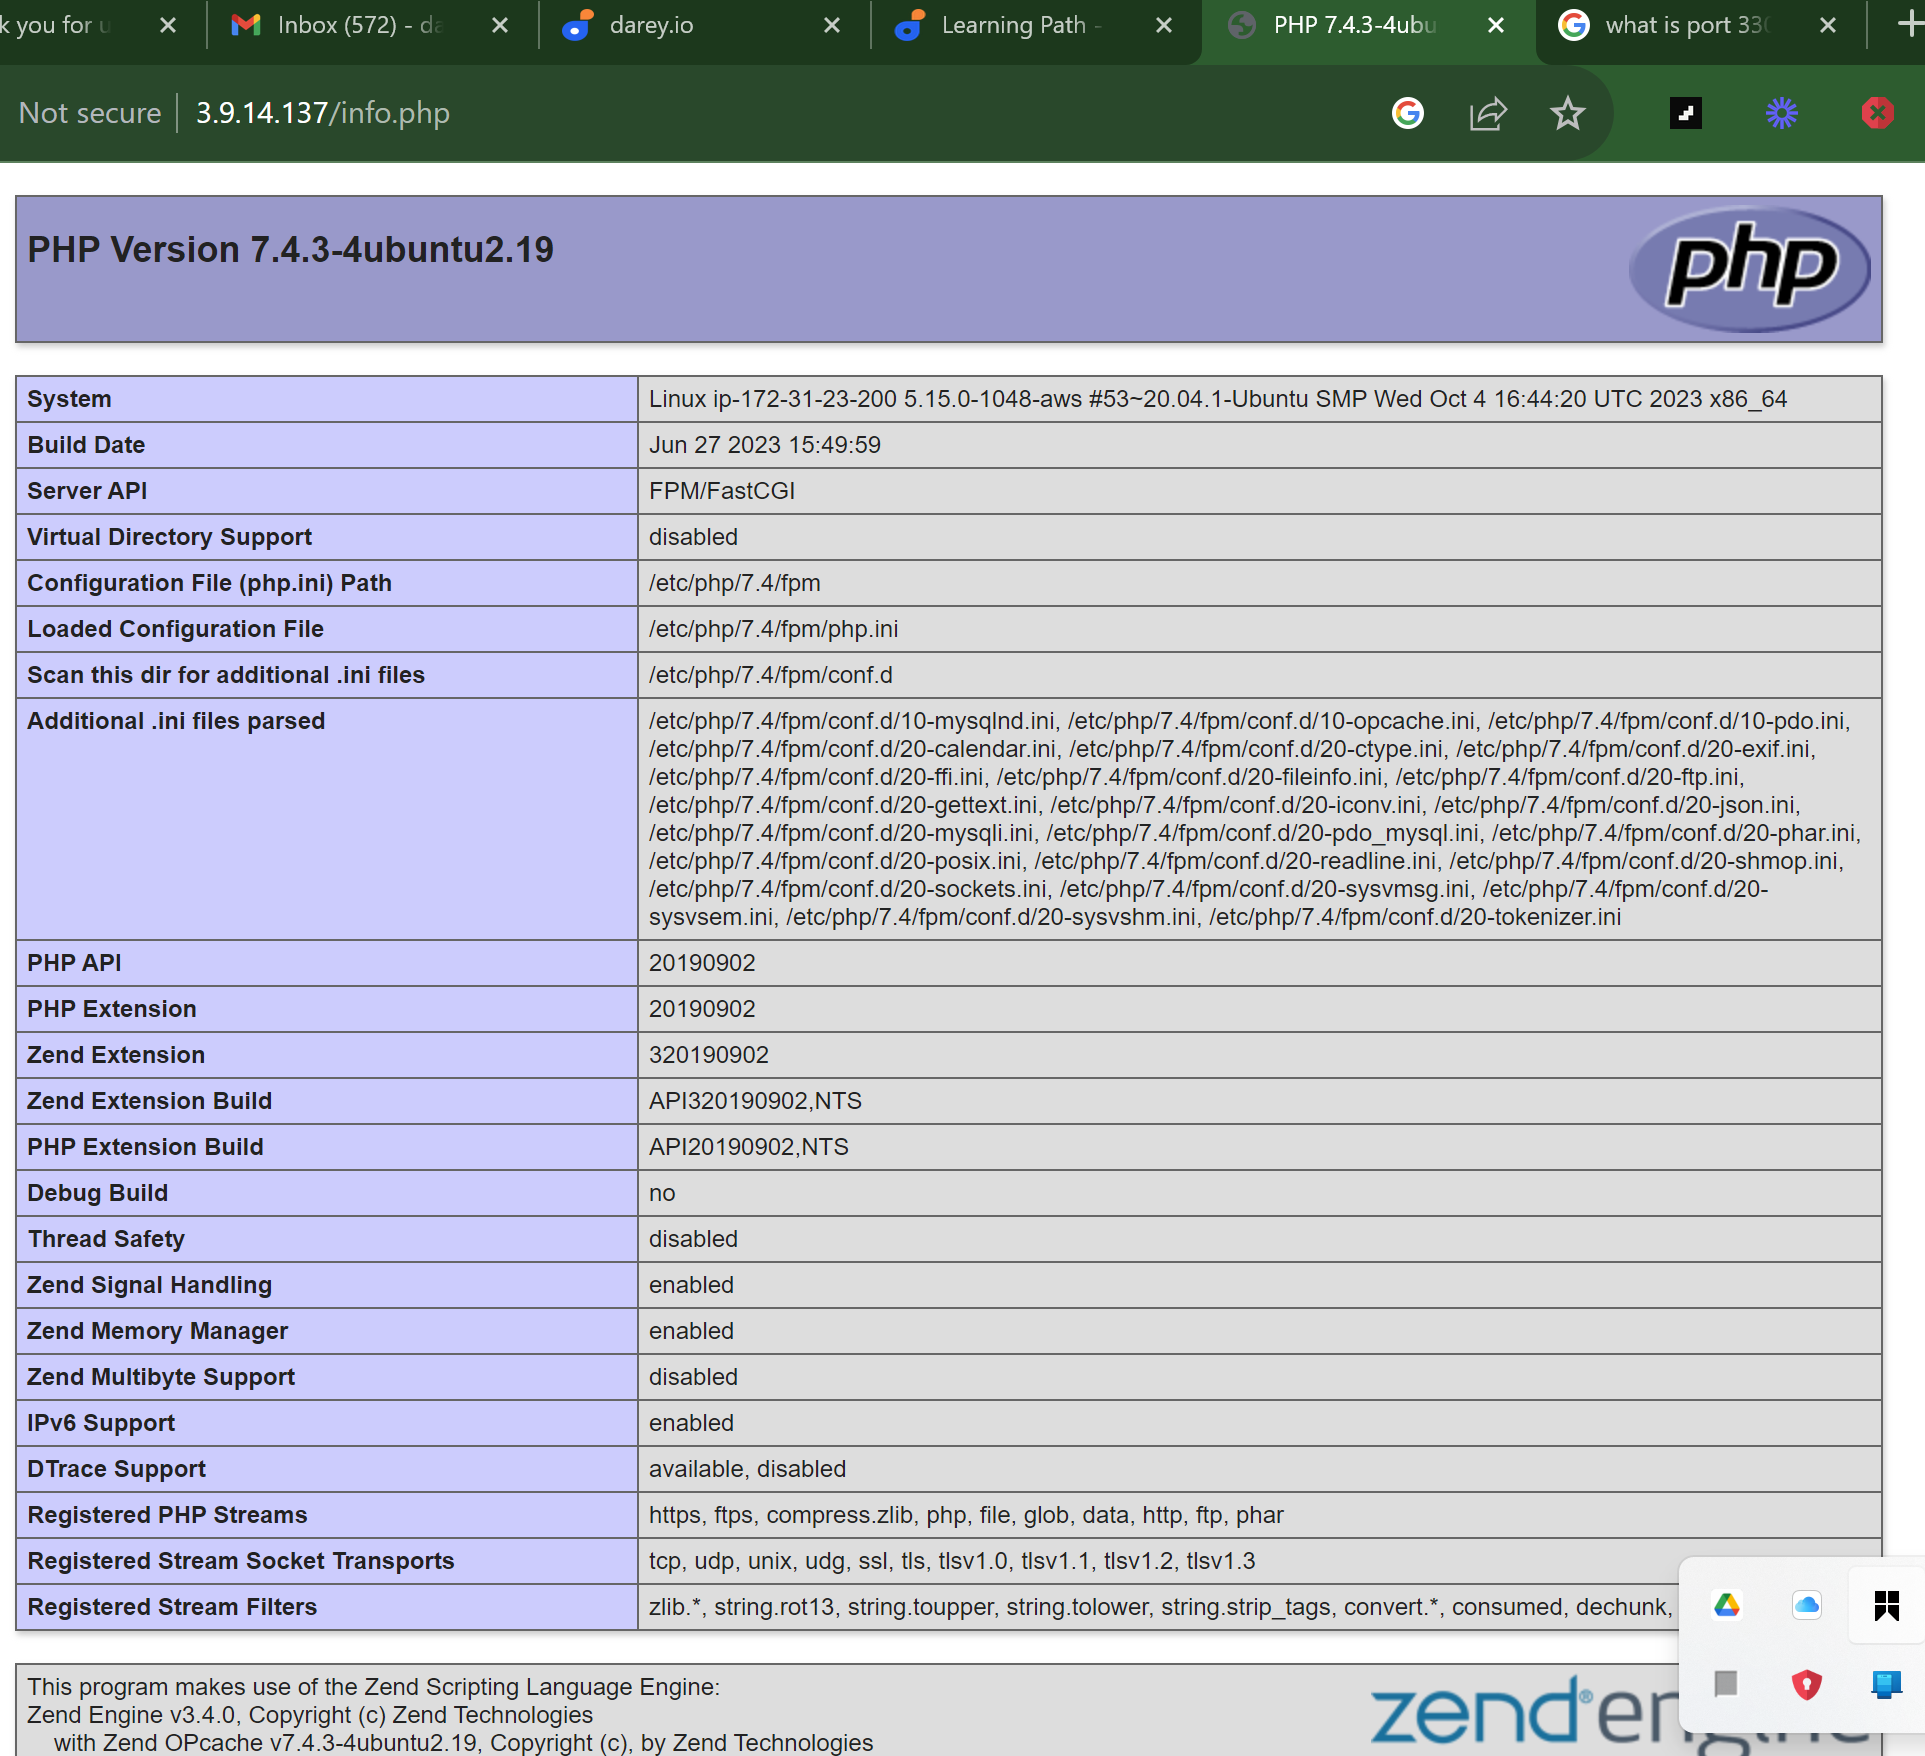 k you for u
Inbox (572) - da
darey.io
Learning Path -
PHP 7.4.3-4ubu
what is port 330
Not secure 3.9.14.137/info.php
PHP Version 7.4.3-4ubuntu2.19
php
System Linux ip-172-31-23-200 5.15.0-1048-aws #53~20.04.1-Ubuntu SMP Wed Oct 4 16:44:20 UTC 2023 x86_64
Build Date Jun 27 2023 15:49:59
Server API FPM/FastCGI
Virtual Directory Support disabled
Configuration File (php.ini) Path /etc/php/7.4/fpm
Loaded Configuration File /etc/php/7.4/fpm/php.ini
Scan this dir for additional .ini files /etc/php/7.4/fpm/conf.d
Additional .ini files parsed /etc/php/7.4/fpm/conf.d/10-mysqlnd.ini, /etc/php/7.4/fpm/conf.d/10-opcache.ini, /etc/php/7.4/fpm/conf.d/10-pdo.ini,
/etc/php/7.4/fpm/conf.d/20-calendar.ini, /etc/php/7.4/fpm/conf.d/20-ctype.ini, /etc/php/7.4/fpm/conf.d/20-exif.ini,
/etc/php/7.4/fpm/conf.d/20-ffi.ini, /etc/php/7.4/fpm/conf.d/20-fileinfo.ini, /etc/php/7.4/fpm/conf.d/20-ftp.ini,
/etc/php/7.4/fpm/conf.d/20-gettext.ini, /etc/php/7.4/fpm/conf.d/20-iconv.ini, /etc/php/7.4/fpm/conf.d/20-json.ini,
/etc/php/7.4/fpm/conf.d/20-mysqli.ini, /etc/php/7.4/fpm/conf.d/20-pdo_mysql.ini, /etc/php/7.4/fpm/conf.d/20-phar.ini,
/etc/php/7.4/fpm/conf.d/20-posix.ini, /etc/php/7.4/fpm/conf.d/20-readline.ini, /etc/php/7.4/fpm/conf.d/20-shmop.ini,
/etc/php/7.4/fpm/conf.d/20-sockets.ini, /etc/php/7.4/fpm/conf.d/20-sysvmsg.ini, /etc/php/7.4/fpm/conf.d/20-
sysvsem.ini, /etc/php/7.4/fpm/conf.d/20-sysvshm.ini, /etc/php/7.4/fpm/conf.d/20-tokenizer.ini
PHP API 20190902
PHP Extension 20190902
Zend Extension 320190902
Zend Extension Build API320190902,NTS
PHP Extension Build API20190902,NTS
Debug Build no
Thread Safety disabled
Zend Signal Handling enabled
Zend Memory Manager enabled
Zend Multibyte Support disabled
IPv6 Support enabled
DTrace Support available, disabled
Registered PHP Streams https, ftps, compress.zlib, php, file, glob, data, http, ftp, phar
Registered Stream Socket Transports tcp, udp, unix, udg, ssl, tls, tlsv1.0, tlsv1.1, tlsv1.2, tlsv1.3
Registered Stream Filters zlib.*, string.rot13, string.toupper, string.tolower, string.strip_tags, convert.*, consumed, dechunk,
This program makes use of the Zend Scripting Language Engine:
Zend Engine v3.4.0, Copyright (c) Zend Technologies
with Zend OPcache v7.4.3-4ubuntu2.19, Copyright (c), by Zend Technologies
zend®